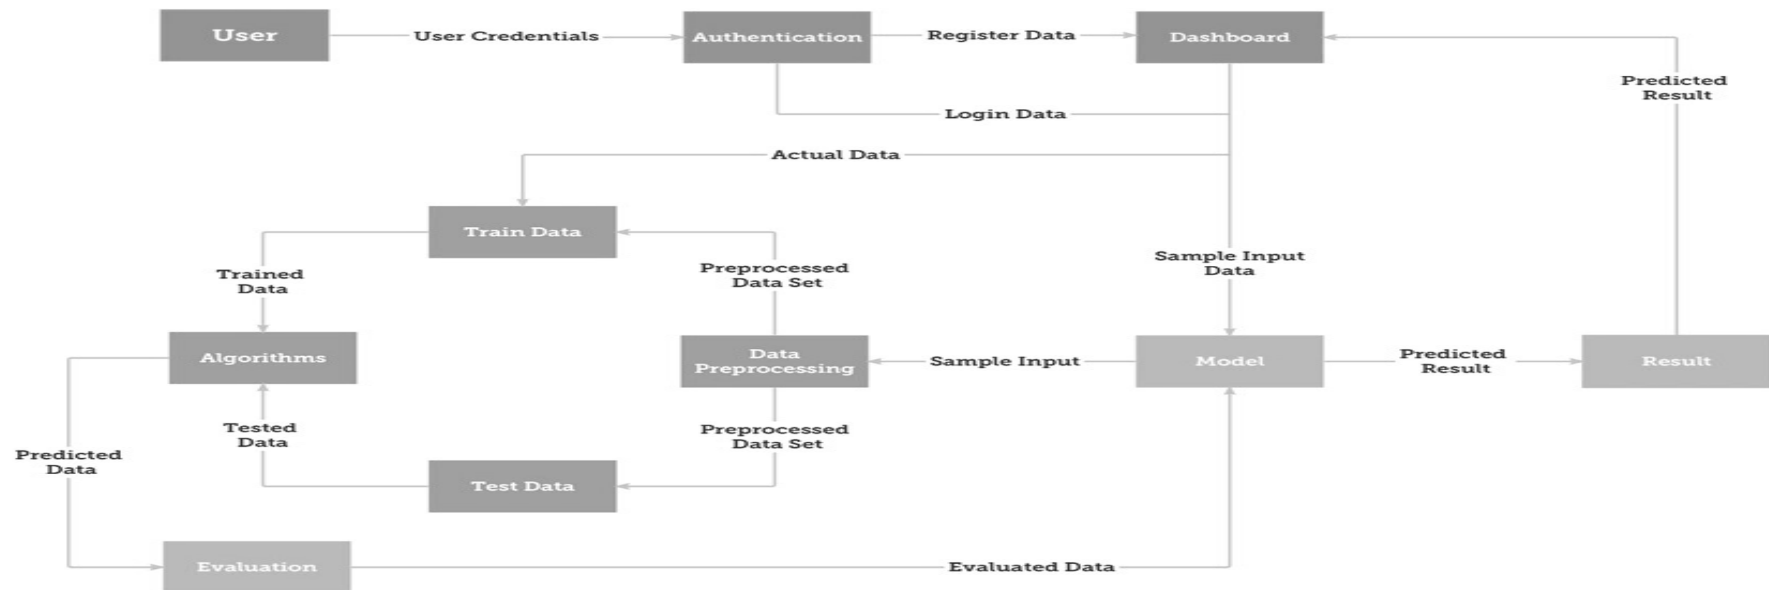 User
User Credentials
Authentication
Register Data
Dashboard
Predicted
Result
Login Data
Actual Data
Train Data
Trained
Data
Preprocessed
Data Set
Sample Input
Data
Algorithms
Data
Preprocessing
Sample Input
Model
Predicted
Result
Result
Tested
Data
Preprocessed
Data Set
Predicted
Data
Test Data
Evaluation
Evaluated Data